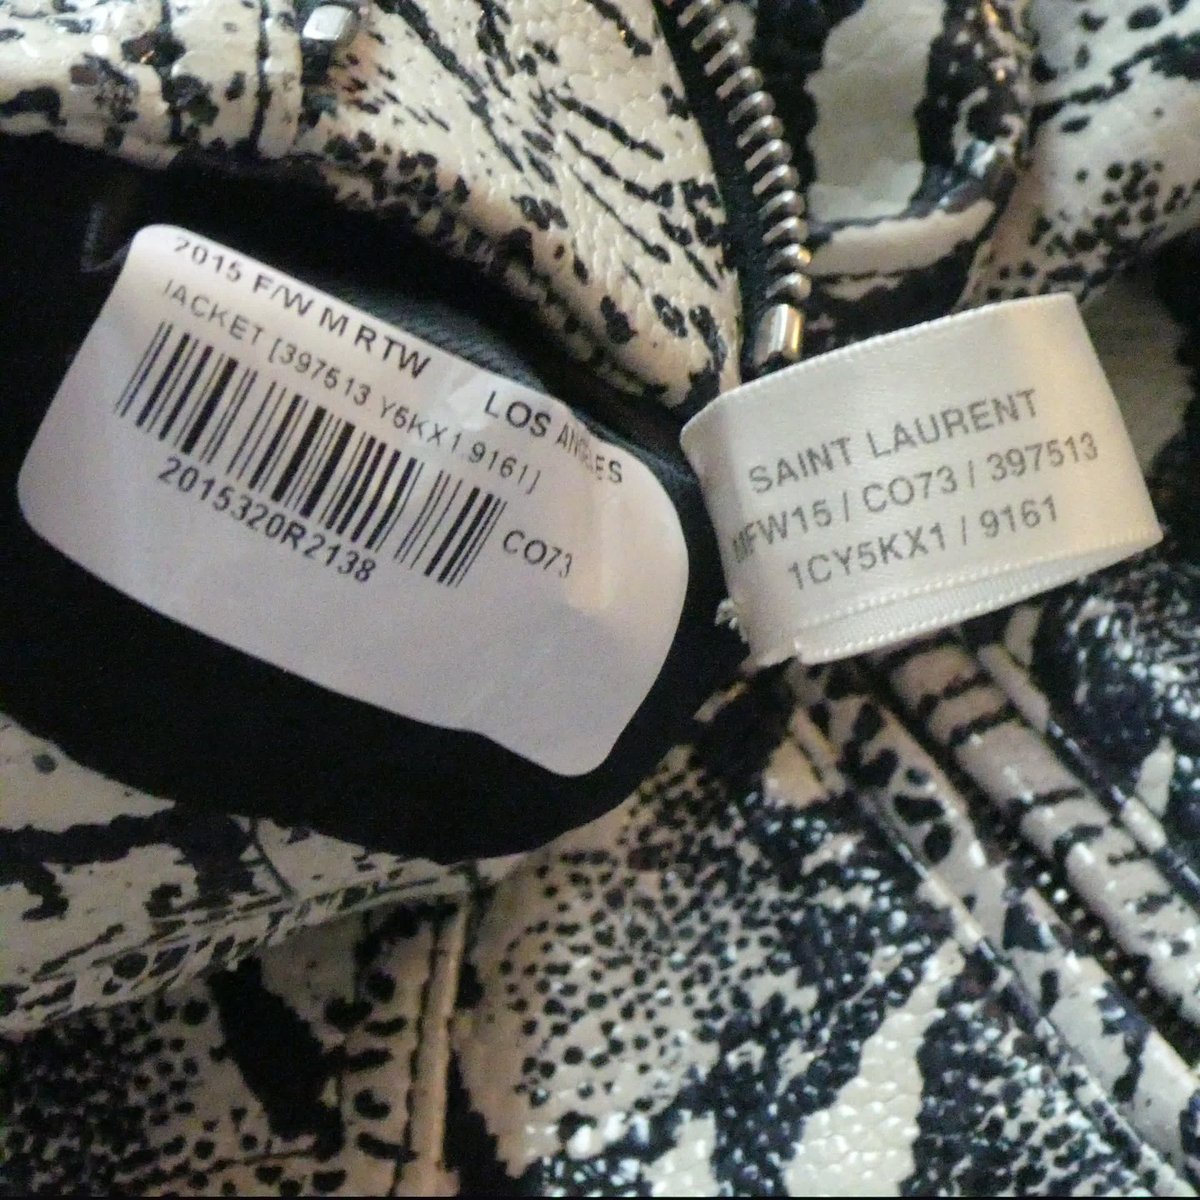 2015 F/W M RTW LOS ANGELES
JACKET [397513 Y5KX1 9161]
CO73
2015320R2138
SAINT LAURENT
MFW15 / CO73 / 397513
1CY5KX1 / 9161